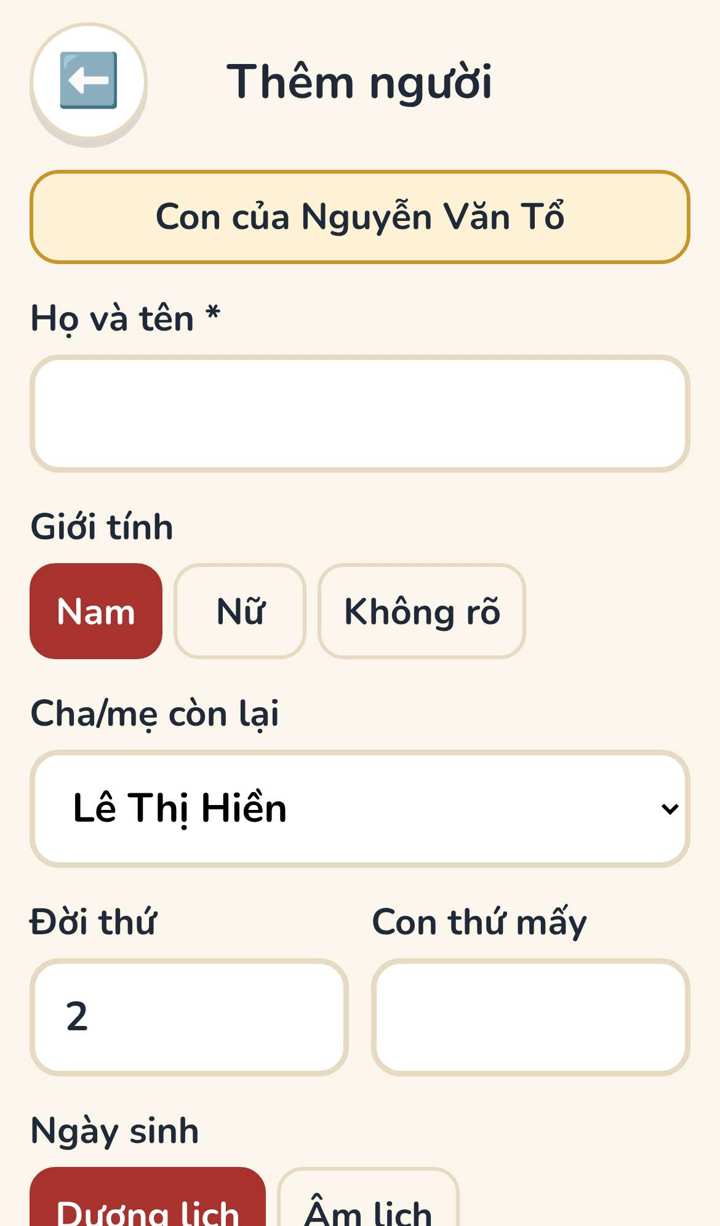 Thêm người
Con của Nguyễn Văn Tổ
Họ và tên *
Giới tính
Nam Nữ Không rõ
Cha/mẹ còn lại
Lê Thị Hiền
Đời thứ Con thứ mấy
2
Ngày sinh
Dương lịch Âm lịch